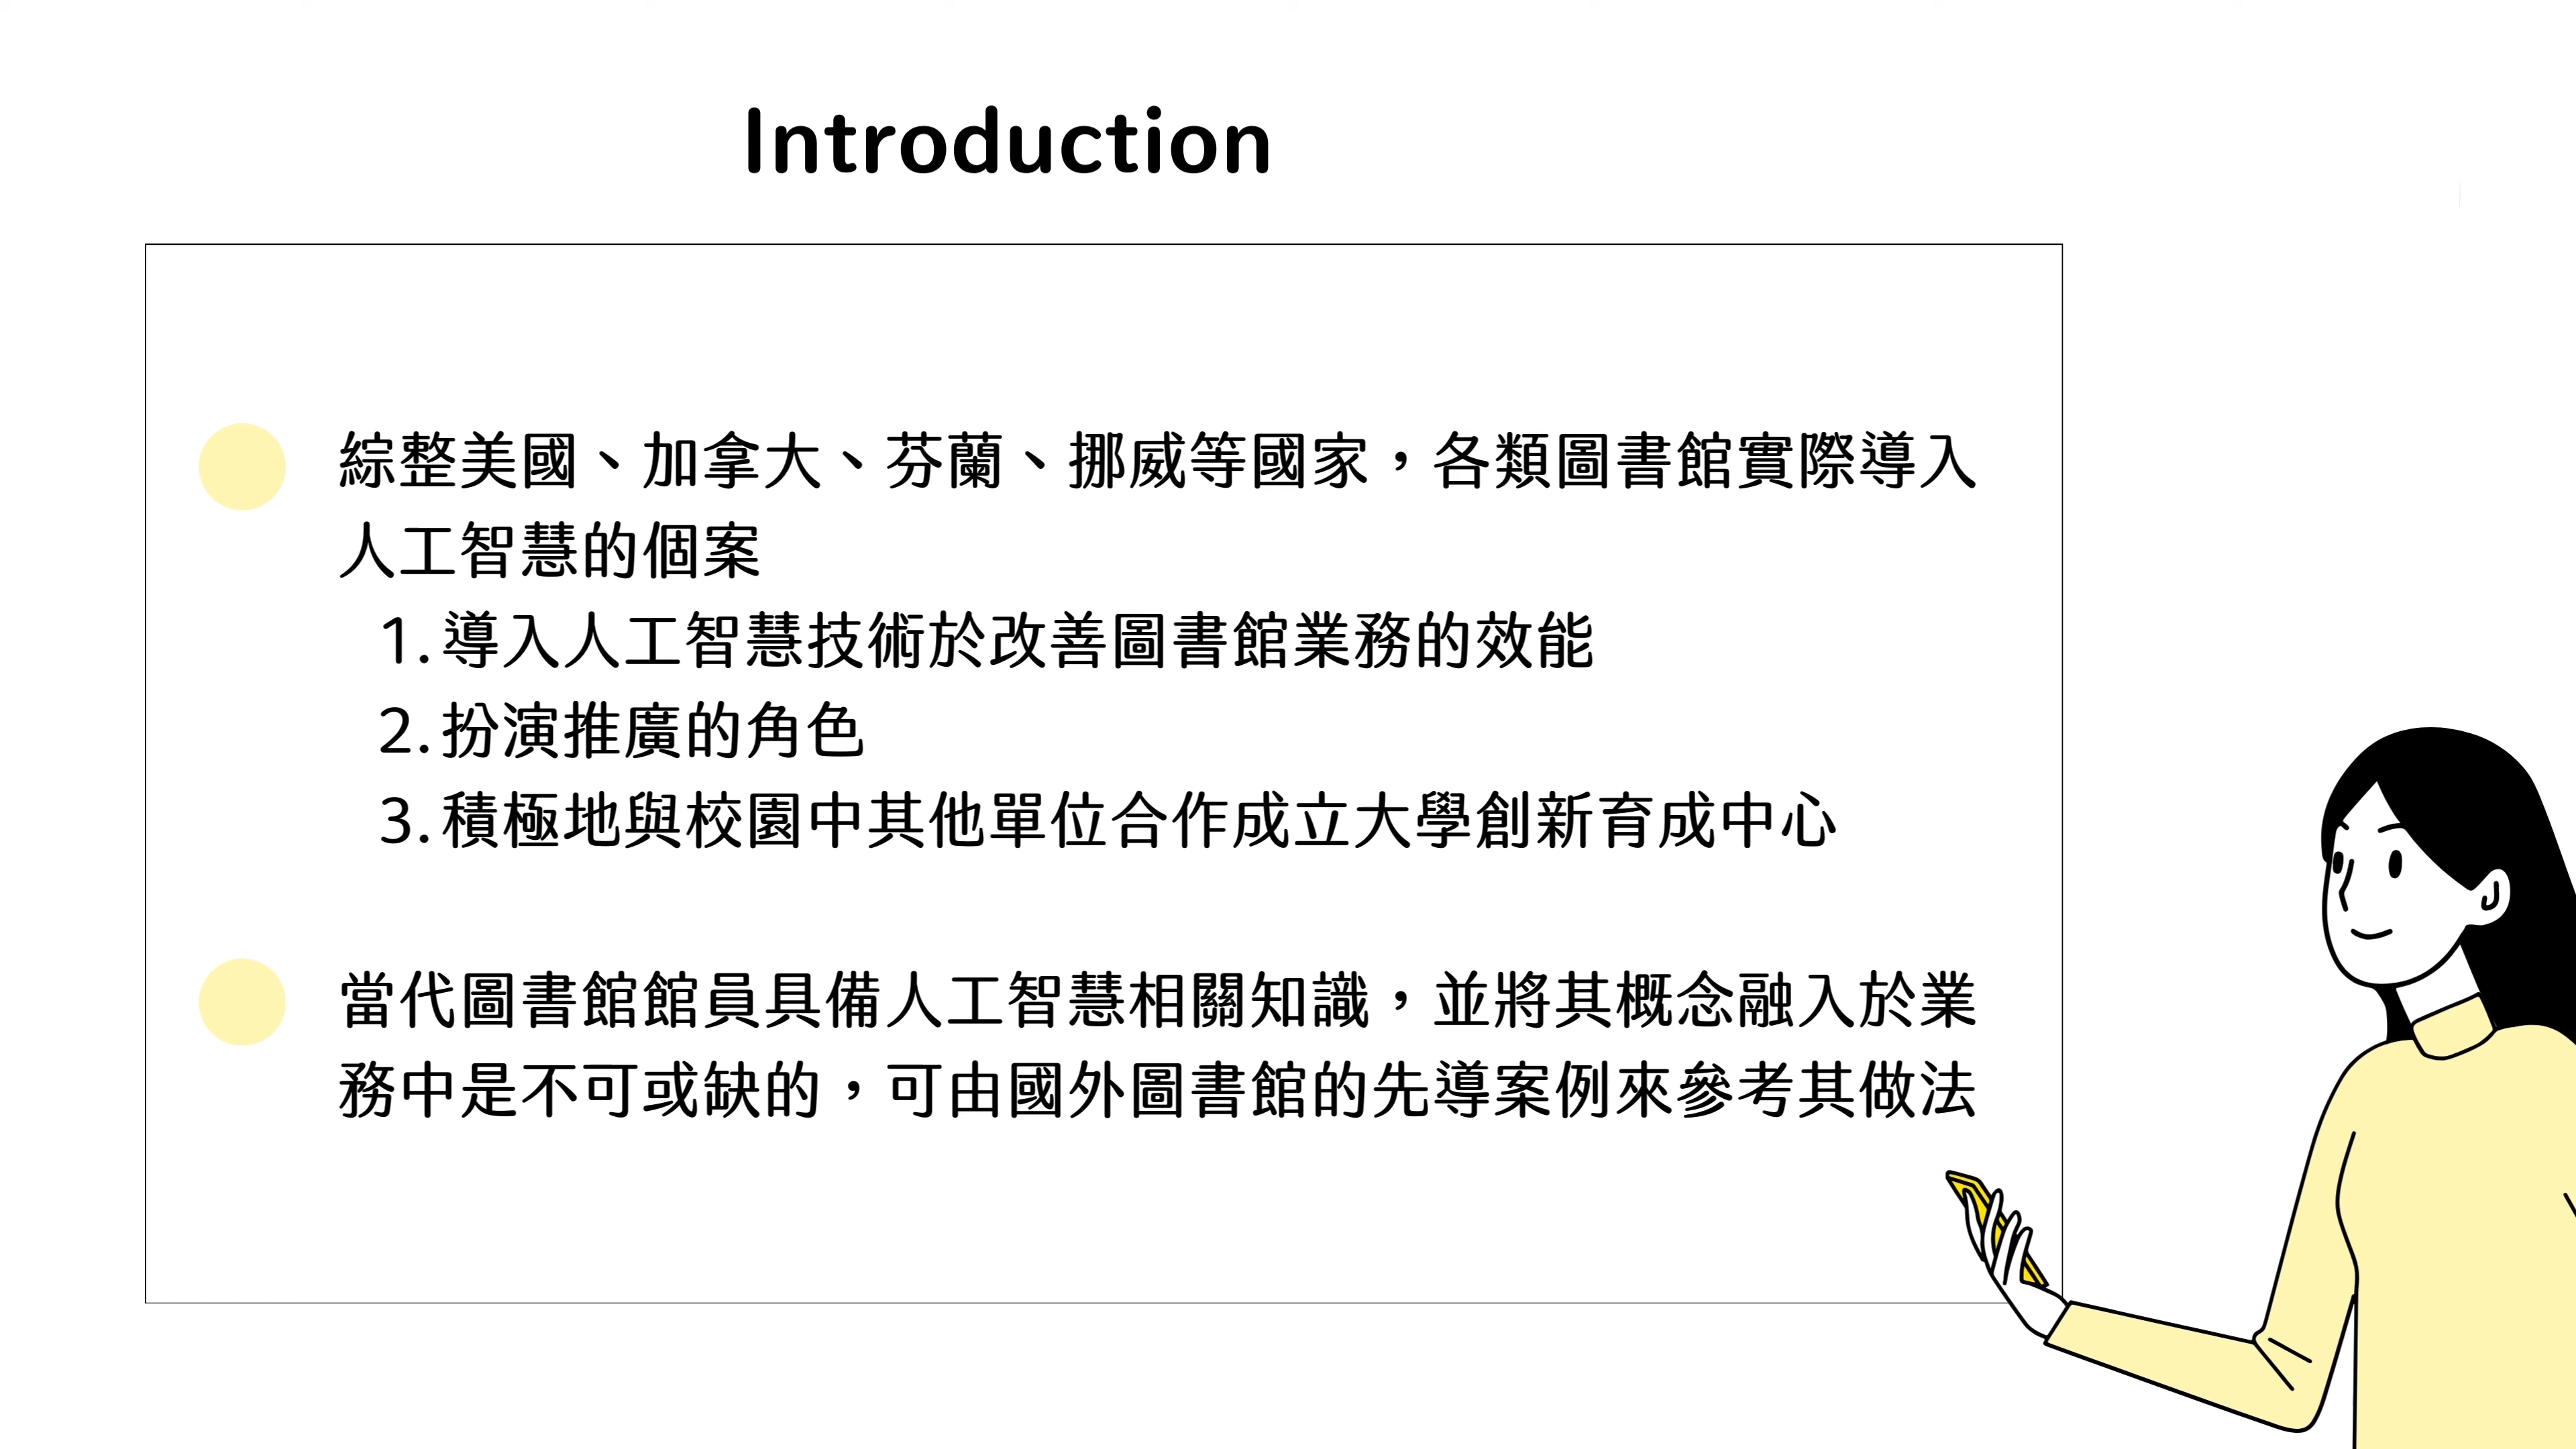 Introduction
綜整美國、加拿大、芬蘭、挪威等國家，各類圖書館實際導入
人工智慧的個案
1. 導入人工智慧技術於改善圖書館業務的效能
2. 扮演推廣的角色
3. 積極地與校園中其他單位合作成立大學創新育成中心
當代圖書館館員具備人工智慧相關知識，並將其概念融入於業
務中是不可或缺的，可由國外圖書館的先導案例來參考其做法